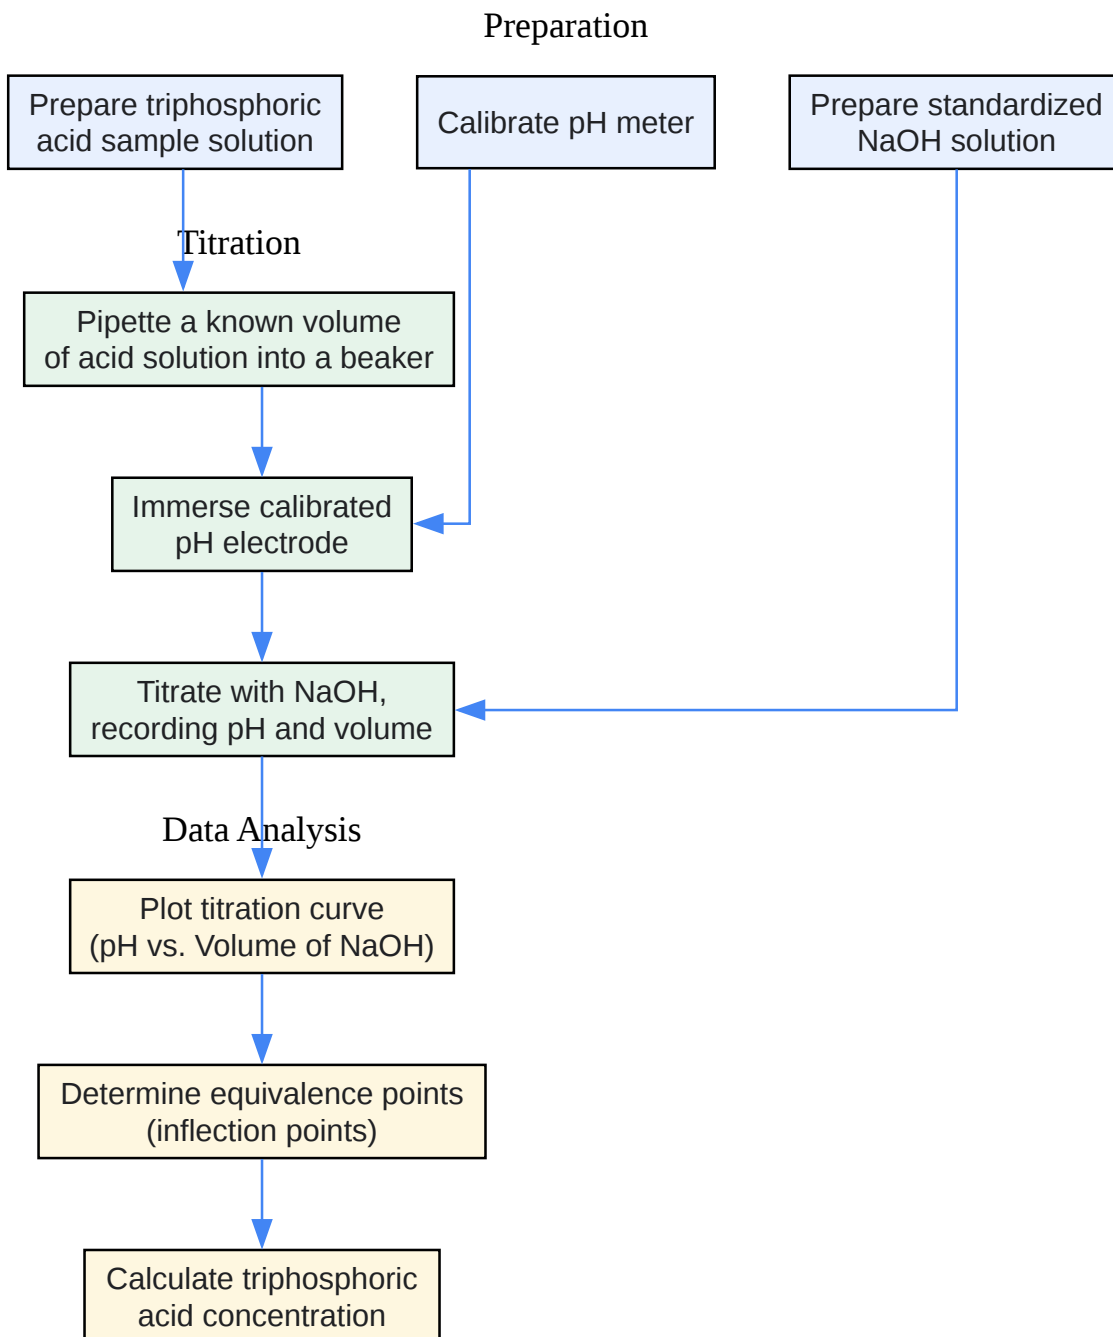 Preparation
Prepare triphosphoric
acid sample solution
Calibrate pH meter
Prepare standardized
NaOH solution
Titration
Pipette a known volume
of acid solution into a beaker
Immerse calibrated
pH electrode
Titrate with NaOH,
recording pH and volume
Data Analysis
Plot titration curve
(pH vs. Volume of NaOH)
Determine equivalence points
(inflection points)
Calculate triphosphoric
acid concentration